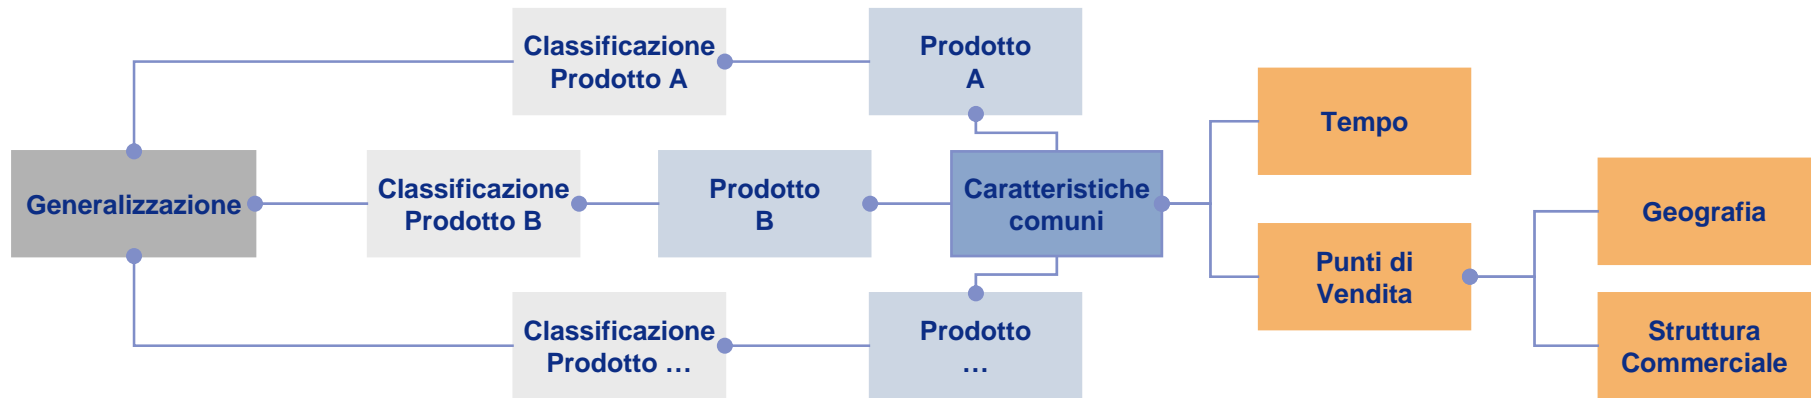 Classificazione
Prodotto A
Prodotto
A
Tempo
Generalizzazione
Classificazione
Prodotto B
Prodotto
B
Caratteristiche
comuni
Geografia
Punti di
Vendita
Classificazione
Prodotto …
Prodotto
…
Struttura
Commerciale